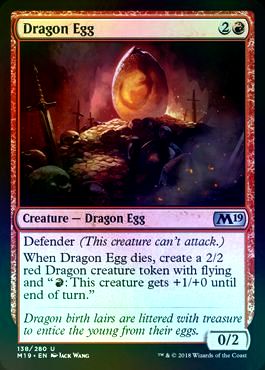 Dragon Egg 2
Creature — Dragon Egg M19
Defender (This creature can't attack.)
When Dragon Egg dies, create a 2/2
red Dragon creature token with flying
and “: This creature gets +1/+0 until
end of turn.”
Dragon birth lairs are littered with treasure
to entice the young from their eggs.
0/2
138/280 U
M19 • EN Jack Wang
™ & © 2018 Wizards of the Coast